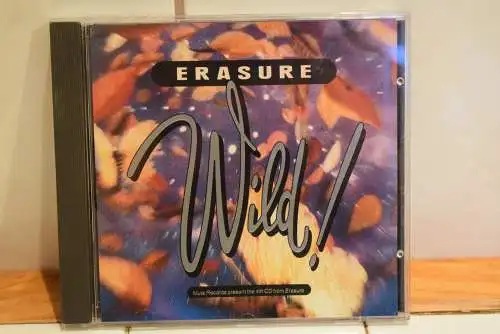 ERASURE
Wild!
Mute Records present the 4th CD from Erasure